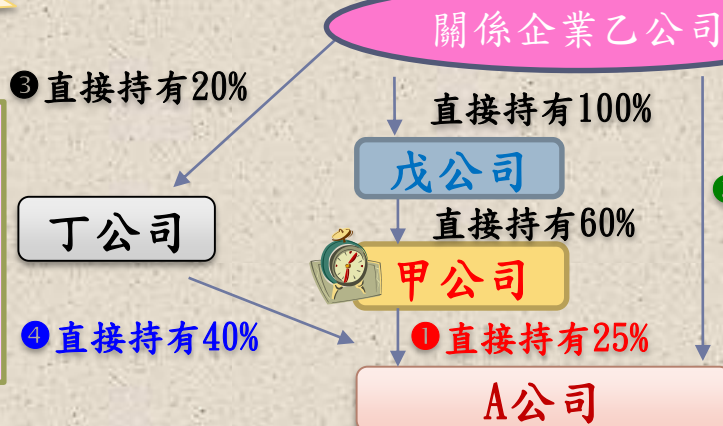 關係企業乙公司
❸直接持有20%
直接持有100%
戊公司
丁公司
直接持有60%
甲公司
❹直接持有40%
❶直接持有25%
A公司